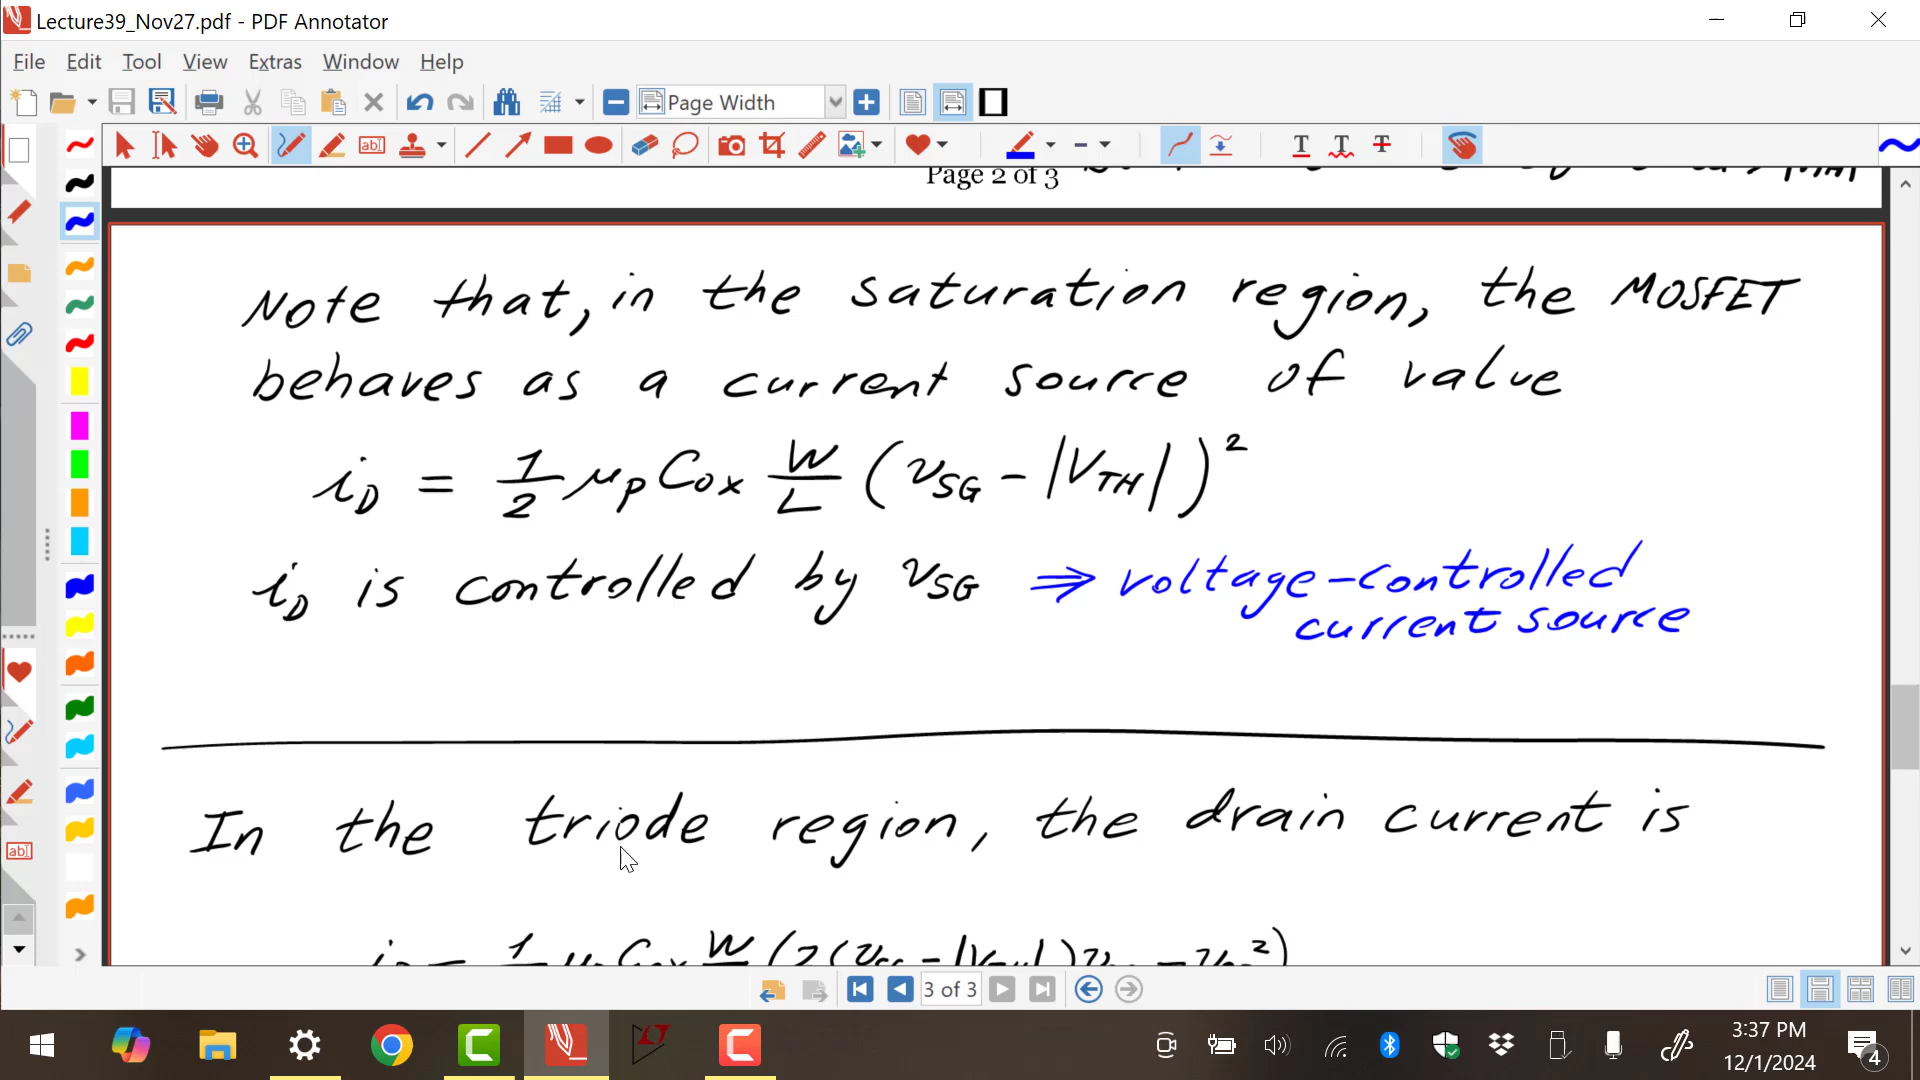 Lecture39_Nov27.pdf - PDF Annotator
File Edit Tool View Extras Window Help
Page Width
Page 2 of 3
Note that, in the saturation region, the MOSFET
behaves as a current source of value
i_D = 1/2 μ_p C_ox W/L (v_SG - |V_TH|)²
i_D is controlled by v_SG ⇒ voltage-controlled
current source
In the triode region, the drain current is
3 of 3
3:37 PM
12/1/2024
4